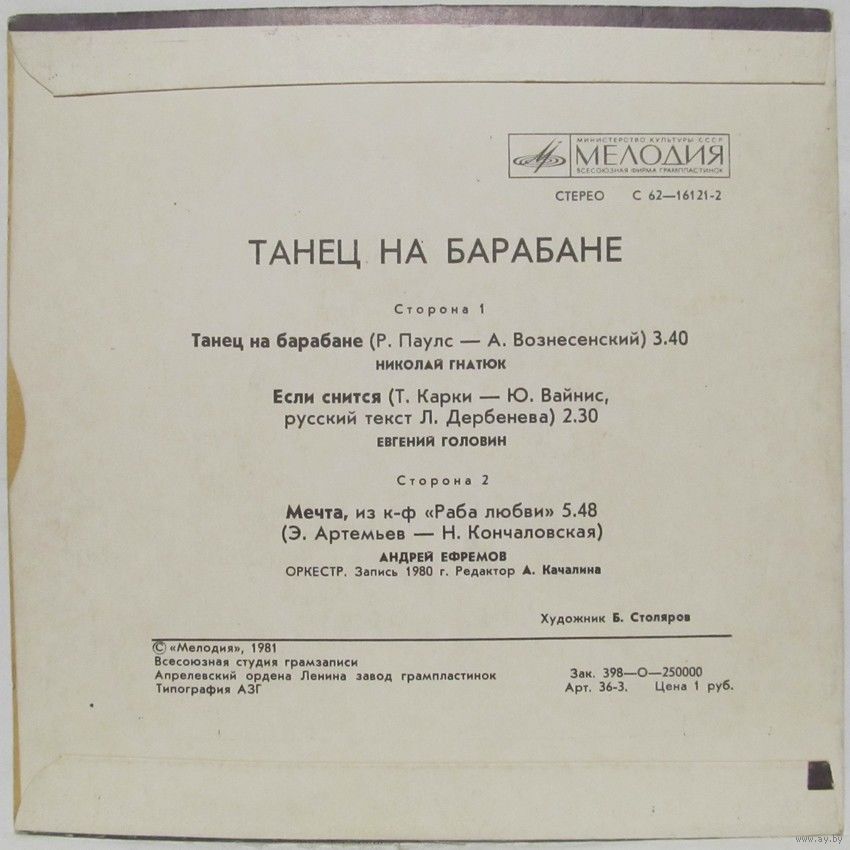 МИНИСТЕРСТВО КУЛЬТУРЫ СССР
МЕЛОДИЯ
ВСЕСОЮЗНАЯ ФИРМА ГРАМПЛАСТИНОК
СТЕРЕО С 62—16121-2
ТАНЕЦ НА БАРАБАНЕ
Сторона 1
Танец на барабане (Р. Паулс — А. Вознесенский) 3.40
НИКОЛАЙ ГНАТЮК
Если снится (Т. Карки — Ю. Вайнис,
русский текст Л. Дербенева) 2.30
ЕВГЕНИЙ ГОЛОВИН
Сторона 2
Мечта, из к-ф «Раба любви» 5.48
(Э. Артемьев — Н. Кончаловская)
АНДРЕЙ ЕФРЕМОВ
ОРКЕСТР. Запись 1980 г. Редактор А. Качалина
Художник Б. Столяров
© «Мелодия», 1981
Всесоюзная студия грамзаписи
Апрелевский ордена Ленина завод грампластинок
Типография АЗГ
Зак. 398—О—250000
Арт. 36-3. Цена 1 руб.
www.ay.by